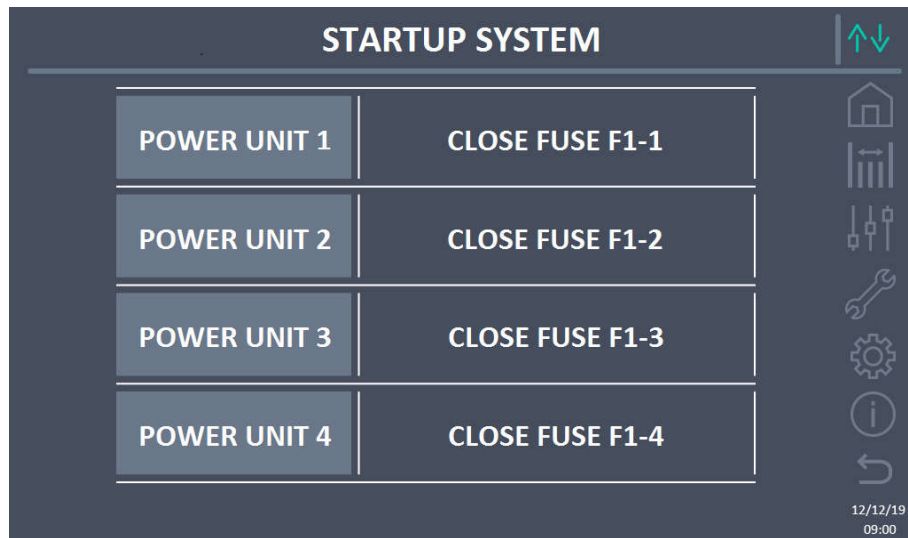 STARTUP SYSTEM
POWER UNIT 1
CLOSE FUSE F1-1
POWER UNIT 2
CLOSE FUSE F1-2
POWER UNIT 3
CLOSE FUSE F1-3
POWER UNIT 4
CLOSE FUSE F1-4
12/12/19
09:00